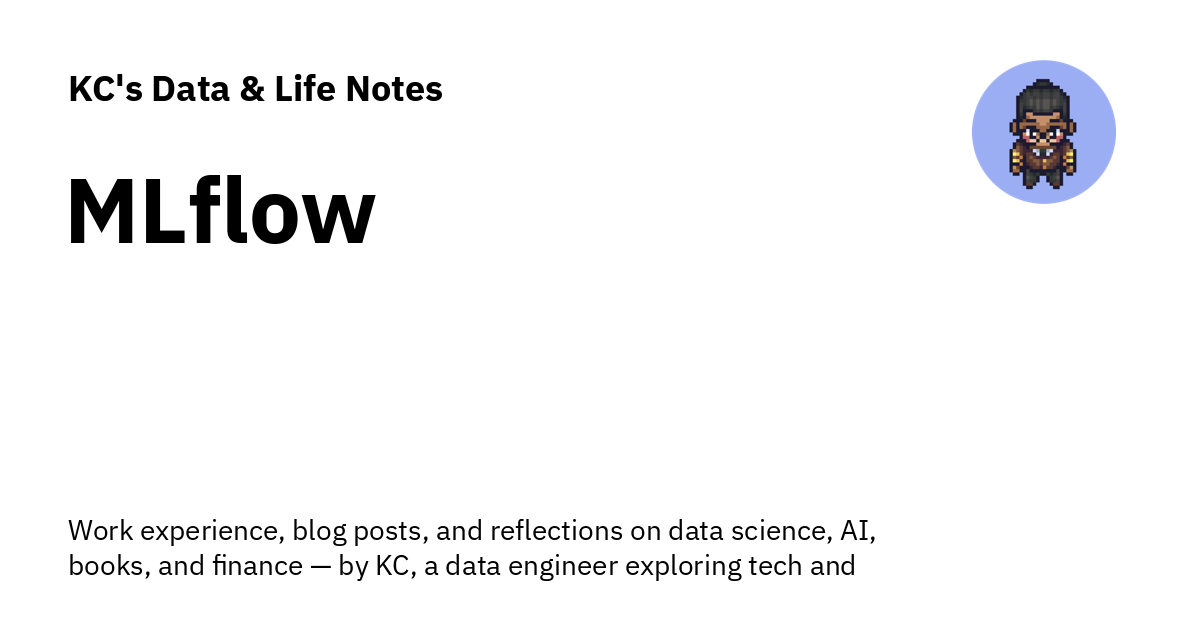 KC's Data & Life Notes
MLflow
Work experience, blog posts, and reflections on data science, AI,
books, and finance — by KC, a data engineer exploring tech and